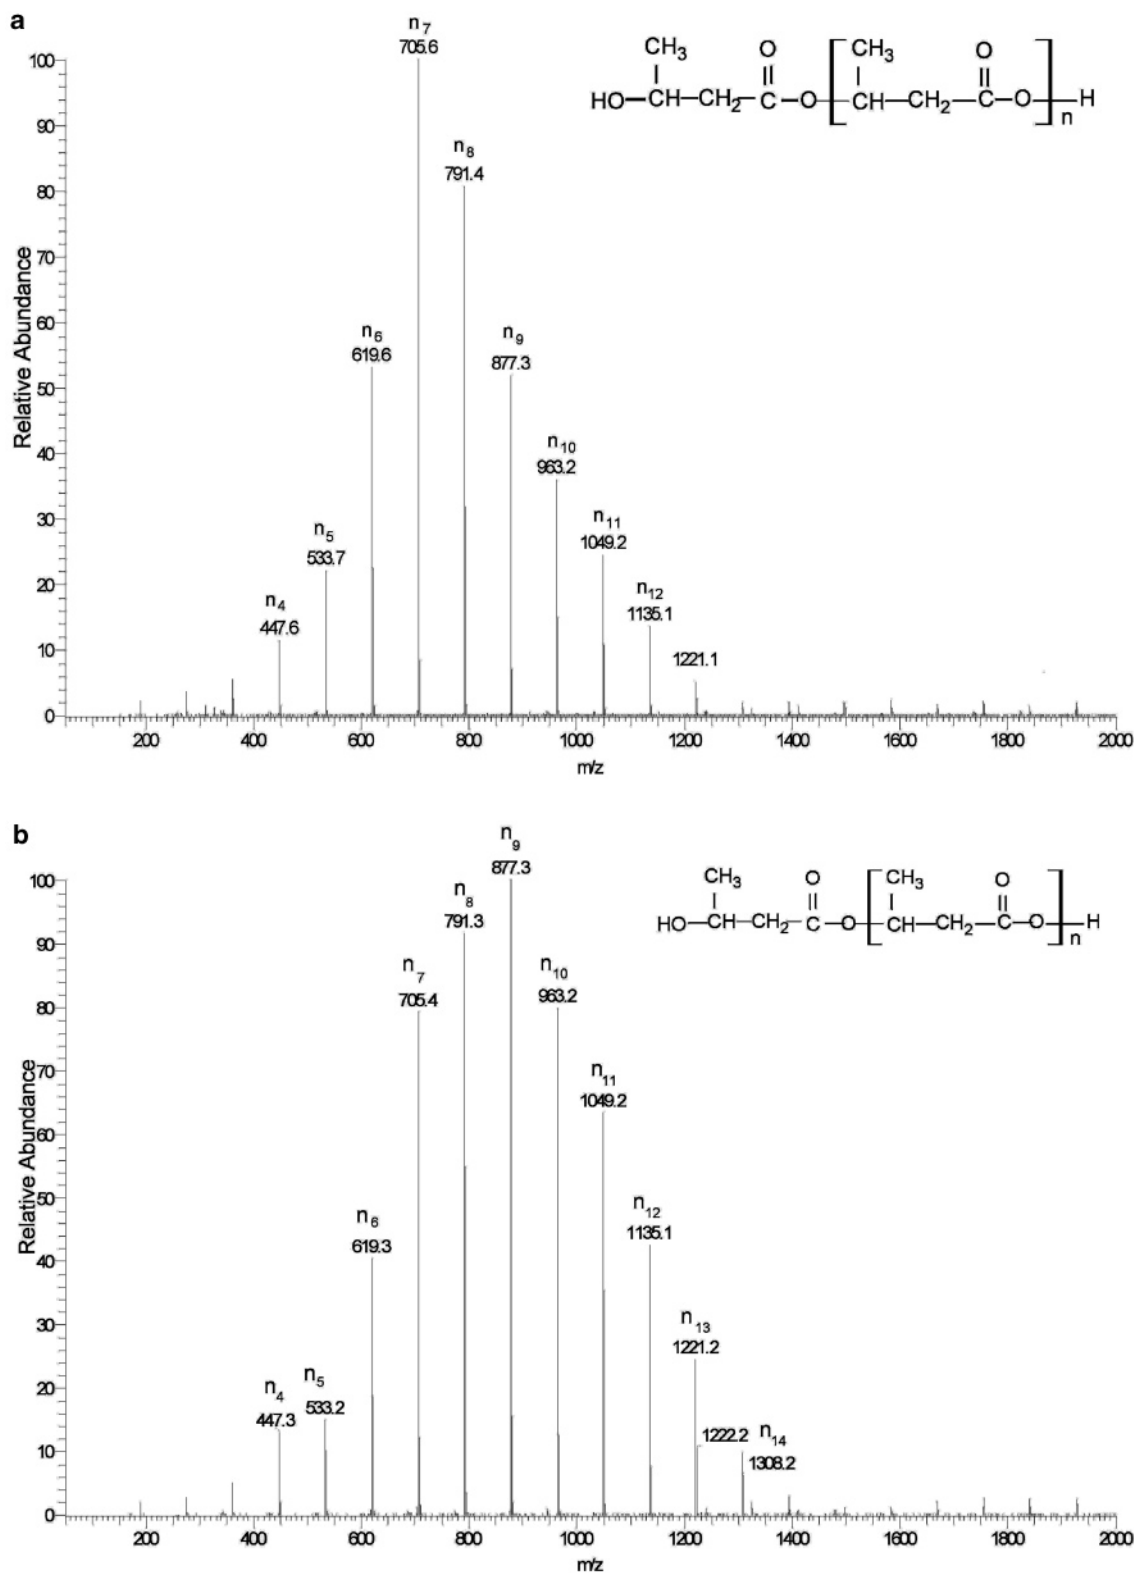 a
n7
705.6
n8
791.4
n6
619.6
n9
877.3
n10
963.2
n5
533.7
n11
1049.2
n4
447.6
n12
1135.1
1221.1
CH3 O CH3 O
HO—CH—CH2—C—O—CH—CH2—C—O—H
n
Relative Abundance
100
90
80
70
60
50
40
30
20
10
0
200 400 600 800 1000 1200 1400 1600 1800 2000
m/z
b
n9
877.3
n8
791.3
n7
705.4
n10
963.2
n11
1049.2
n6
619.3
n12
1135.1
n13
1221.2
n5
533.2
n4
447.3
1222.2
n14
1308.2
CH3 O CH3 O
HO—CH—CH2—C—O—CH—CH2—C—O—H
n
Relative Abundance
100
90
80
70
60
50
40
30
20
10
0
200 400 600 800 1000 1200 1400 1600 1800 2000
m/z